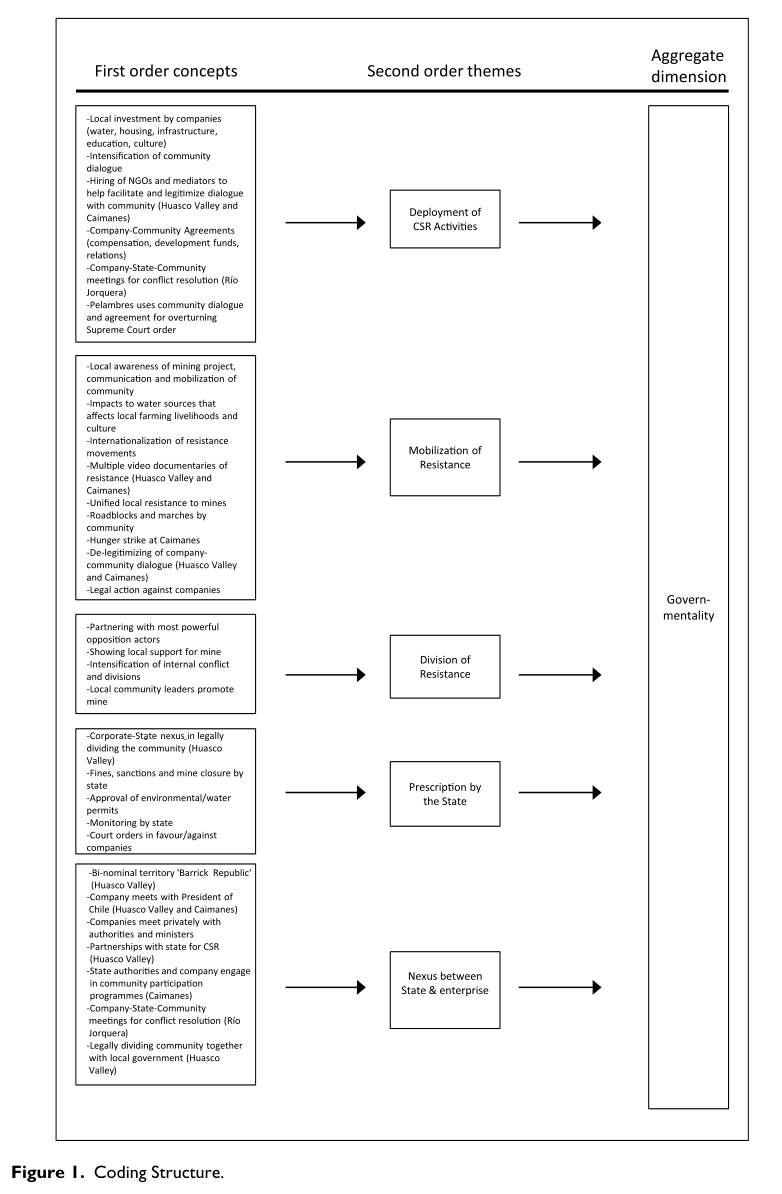 First order concepts
Second order themes
Aggregate
dimension
-Local investment by companies
(water, housing, infrastructure,
education, culture)
-Intensification of community
dialogue
-Hiring of NGOs and mediators to
help facilitate and legitimize dialogue
with community (Huasco Valley and
Caimanes)
-Company-Community Agreements
(compensation, development funds,
relations)
-Company-State-Community
meetings for conflict resolution (Río
Jorquera)
-Pelambres uses community dialogue
and agreement for overturning
Supreme Court order
Deployment of
CSR Activities
-Local awareness of mining project,
communication and mobilization of
community
-Impacts to water sources that
affects local farming livelihoods and
culture
-Internationalization of resistance
movements
-Multiple video documentaries of
resistance (Huasco Valley and
Caimanes)
-Unified local resistance to mines
-Roadblocks and marches by
community
-Hunger strike at Caimanes
-De-legitimizing of company-
community dialogue (Huasco Valley
and Caimanes)
-Legal action against companies
Mobilization of
Resistance
-Partnering with most powerful
opposition actors
-Showing local support for mine
-Intensification of internal conflict
and divisions
-Local community leaders promote
mine
Division of
Resistance
-Corporate-State nexus in legally
dividing the community (Huasco
Valley)
-Fines, sanctions and mine closure by
state
-Approval of environmental/water
permits
-Monitoring by state
-Court orders in favour/against
companies
Prescription by
the State
-Bi-nominal territory 'Barrick Republic'
(Huasco Valley)
-Company meets with President of
Chile (Huasco Valley and Caimanes)
-Companies meet privately with
authorities and ministers
-Partnerships with state for CSR
(Huasco Valley)
-State authorities and company engage
in community participation
programmes (Caimanes)
-Company-State-Community
meetings for conflict resolution (Río
Jorquera)
-Legally dividing community together
with local government (Huasco
Valley)
Nexus between
State & enterprise
Govern-
mentality
Figure 1. Coding Structure.